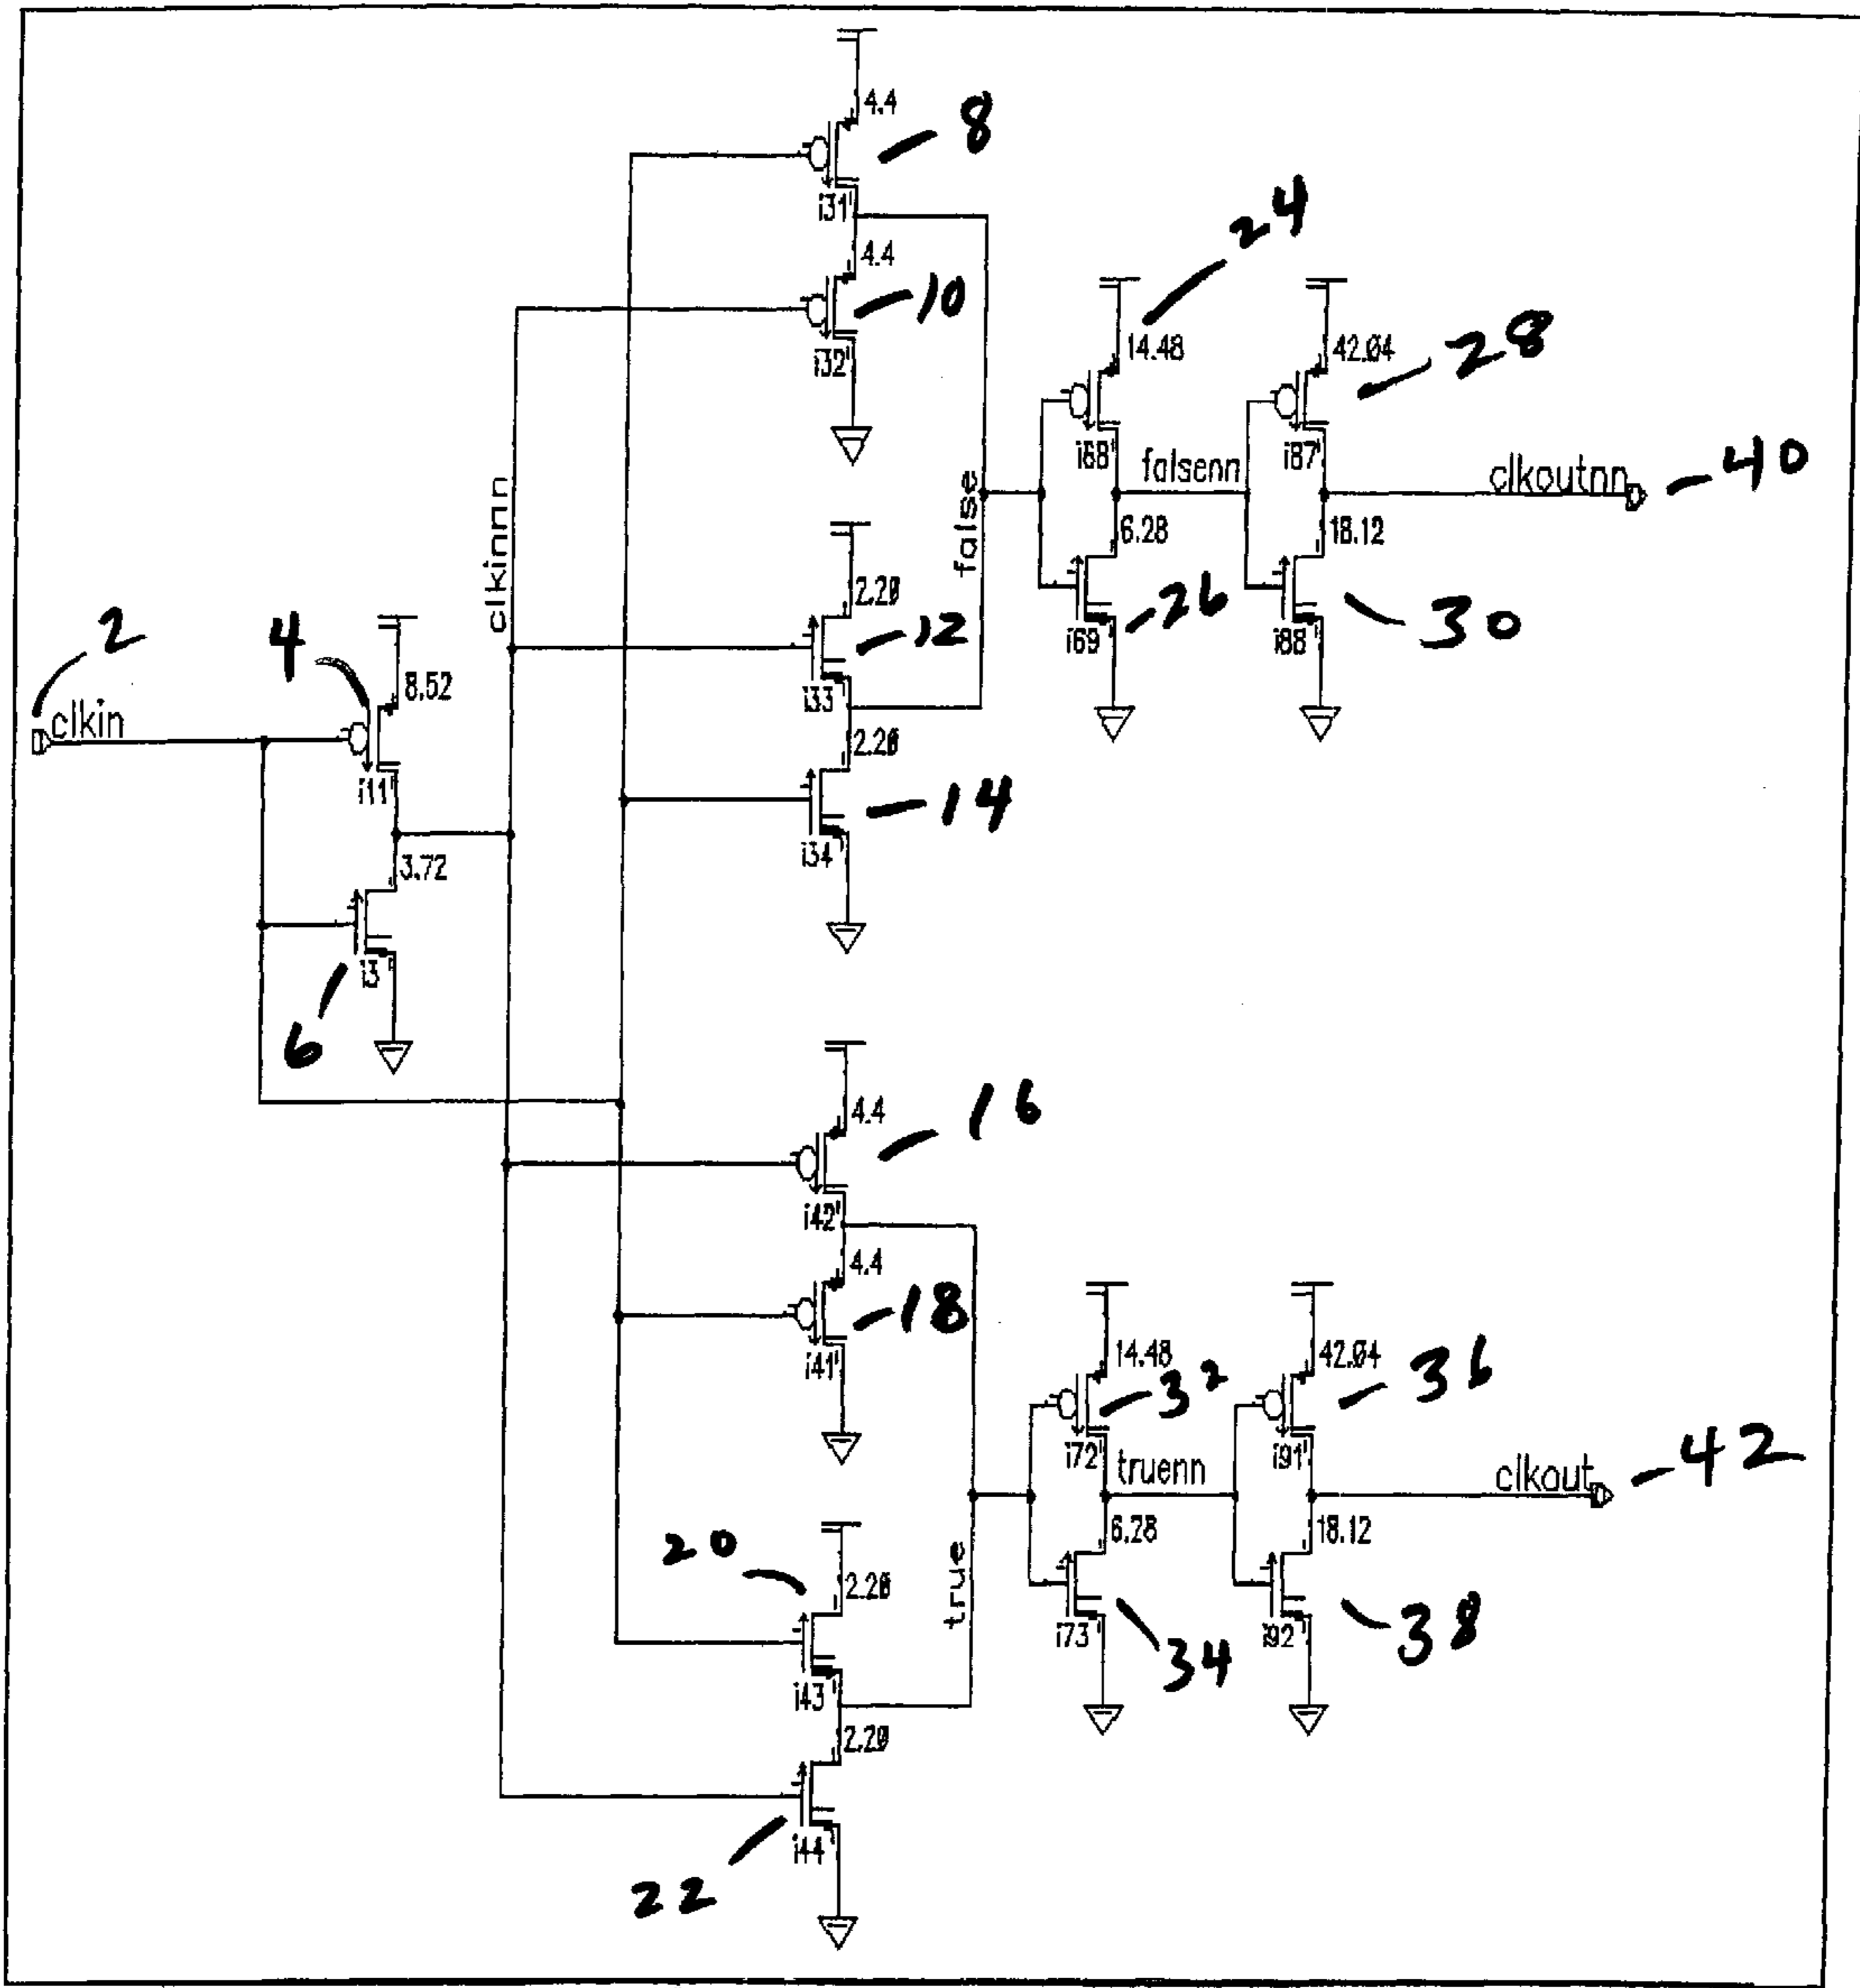 4.4
8
i31
4.4
10
i32
24
14.48
i68
falsenn
6.28
26
i69
42.04
28
i87
clkoutnn
40
18.12
30
i88
clkinnn
false
2.20
12
i33
2.20
14
i34
2
clkin
4
8.52
i11
3.72
6
i3
4.4
16
i42
4.4
18
i41
14.48
32
i72
truenn
6.28
34
i73
42.04
36
i91
clkout
42
18.12
38
i92
true
20
2.20
i43
2.20
22
i44